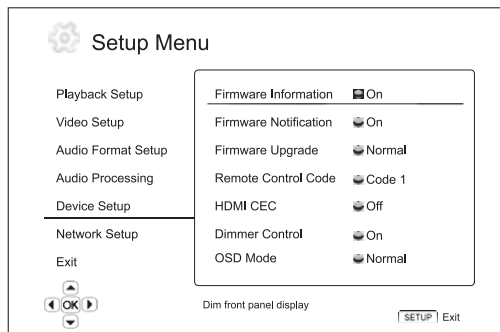 Setup Menu
Playback Setup
Video Setup
Audio Format Setup
Audio Processing
Device Setup
Network Setup
Exit
Firmware Information On
Firmware Notification On
Firmware Upgrade Normal
Remote Control Code Code 1
HDMI CEC Off
Dimmer Control On
OSD Mode Normal
OK
Dim front panel display
SETUP Exit